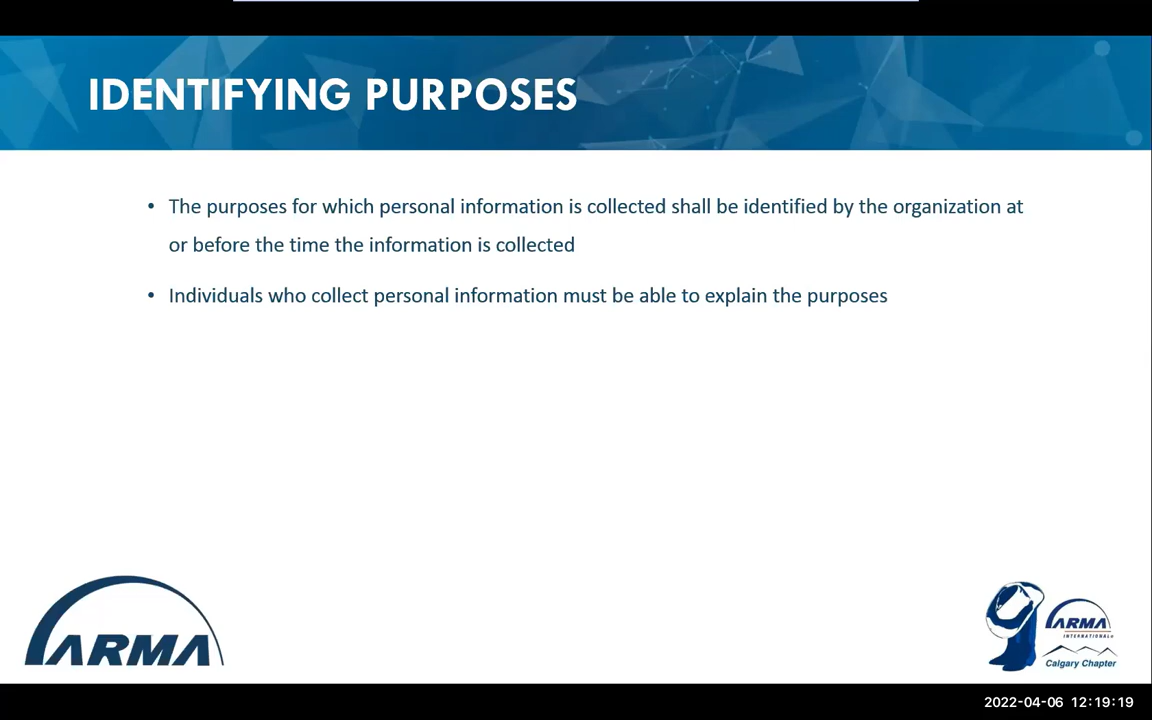 IDENTIFYING PURPOSES
• The purposes for which personal information is collected shall be identified by the organization at
or before the time the information is collected
• Individuals who collect personal information must be able to explain the purposes
ARMA
ARMA
INTERNATIONAL
Calgary Chapter
2022-04-06 12:19:19